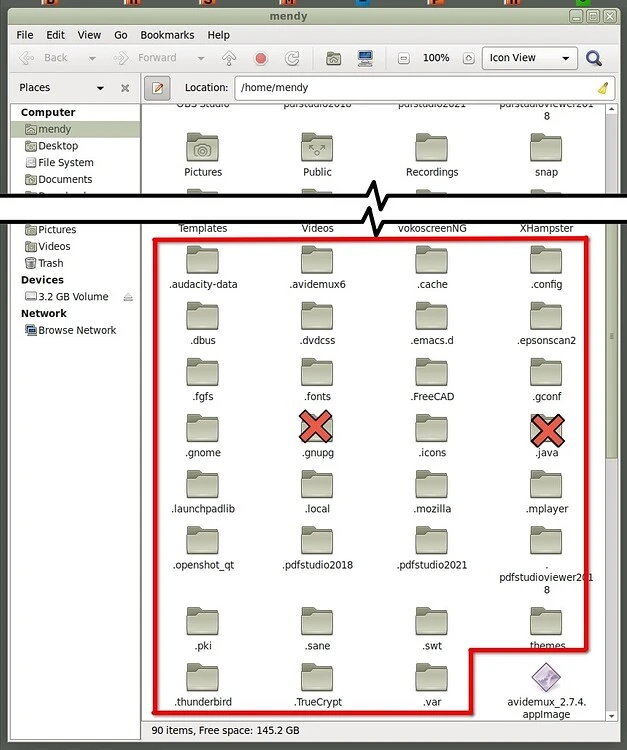 mendy
File Edit View Go Bookmarks Help
Back Forward 100% Icon View
Places Location: /home/mendy
Computer
mendy
Desktop
File System
Documents
Pictures
Videos
Trash
Devices
3.2 GB Volume
Network
Browse Network
OBS Studio pdfstudio2018 pdfstudio2021 pdfstudioviewer201
8
Pictures Public Recordings snap
Templates Videos vokoscreenNG XHampster
.audacity-data .avidemux6 .cache .config
.dbus .dvdcss .emacs.d .epsonscan2
.fgfs .fonts .FreeCAD .gconf
.gnome .gnupg .icons .java
.launchpadlib .local .mozilla .mplayer
.openshot_qt .pdfstudio2018 .pdfstudio2021 .
pdfstudioviewer201
8
.pki .sane .swt .themes
.thunderbird .TrueCrypt .var avidemux_2.7.4.
appImage
90 items, Free space: 145.2 GB